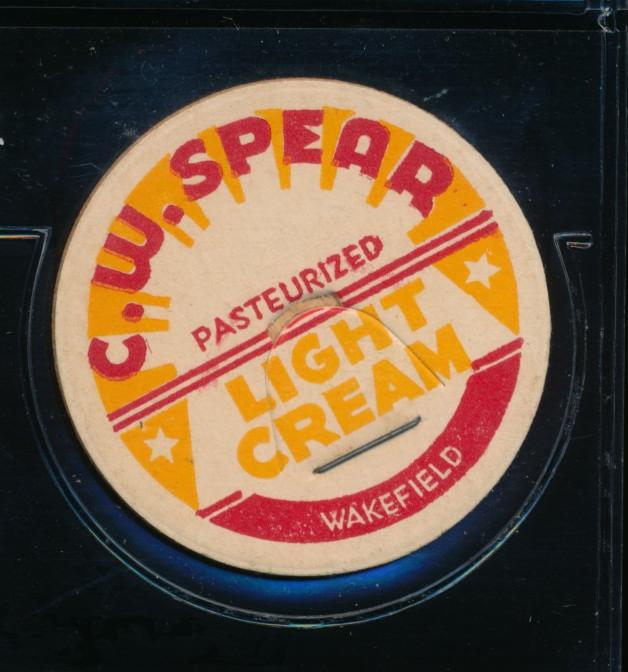 C.W. SPEAR
PASTEURIZED
LIGHT
CREAM
WAKEFIELD